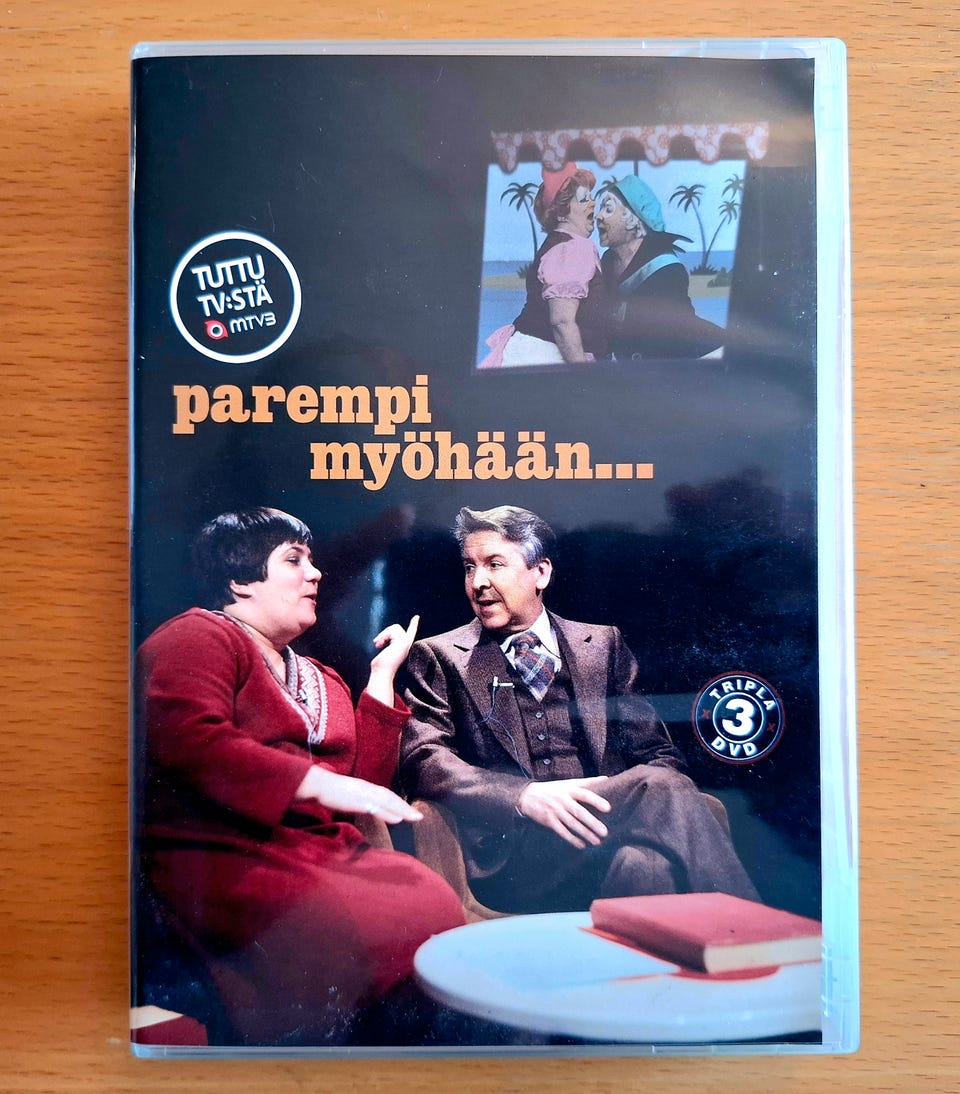 TUTTU
TV:STÄ
MTV3
parempi
myöhään...
TRIPLA
3
DVD